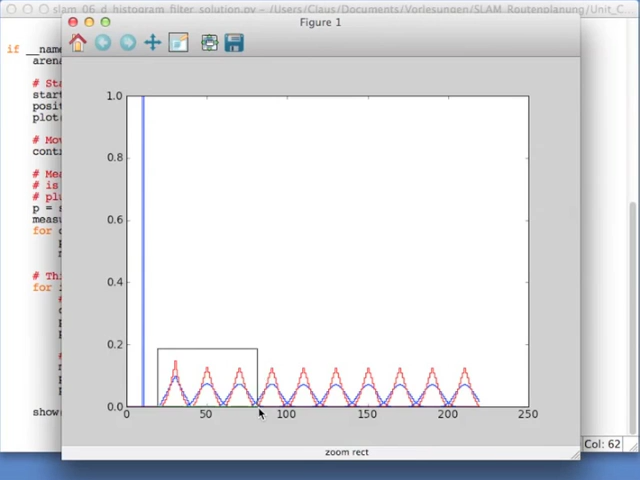 slam_06_d_histogram_filter_solution.py – /Users/Claus/Documents/Vorlesungen/SLAM_Routenplanung/Unit_C
Figure 1
if __name
arena
# Sta
start
posit
plot(
# Mov
cont
# Mea
# is
# plu
p = s
measu
for c
p
m
# Thi
for i
show
1.0
0.8
0.6
0.4
0.2
0.0
0 50 100 150 200 250
zoom rect
Col: 62